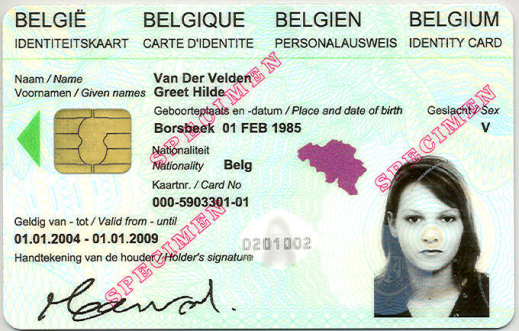 BELGIË BELGIQUE BELGIEN BELGIUM
IDENTITEITSKAART CARTE D'IDENTITE PERSONALAUSWEIS IDENTITY CARD
Naam / Name Van Der Velden
Voornamen / Given names Greet Hilde
Geboorteplaats en -datum / Place and date of birth Geslacht / Sex
Borsbeek 01 FEB 1985 V
Nationaliteit
Nationality Belg
Kaartnr. / Card No
000-5903301-01
Geldig van - tot / Valid from - until
01.01.2004 - 01.01.2009
0201002
Handtekening van de houder / Holder's signature
SPECIMEN
SPECIMEN
SPECIMEN